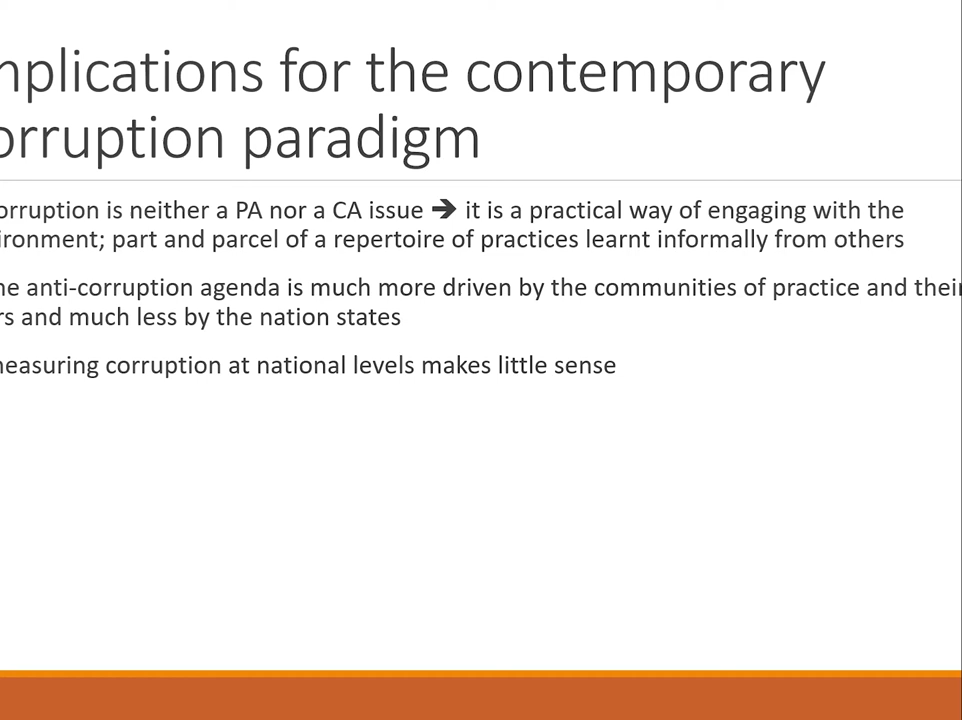 mplications for the contemporary
orruption paradigm
orruption is neither a PA nor a CA issue ➔ it is a practical way of engaging with the
ironment; part and parcel of a repertoire of practices learnt informally from others
he anti-corruption agenda is much more driven by the communities of practice and their
rs and much less by the nation states
measuring corruption at national levels makes little sense